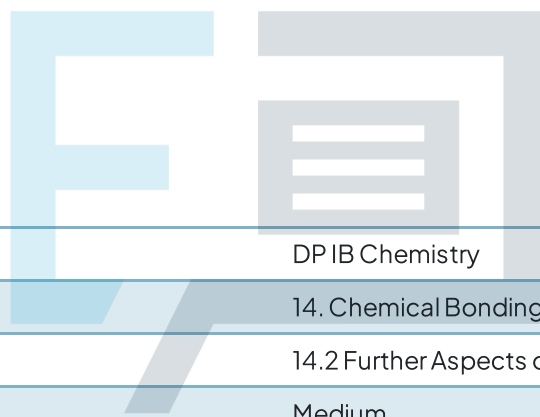 DP IB Chemistry
14. Chemical Bonding
14.2 Further Aspects
Medium